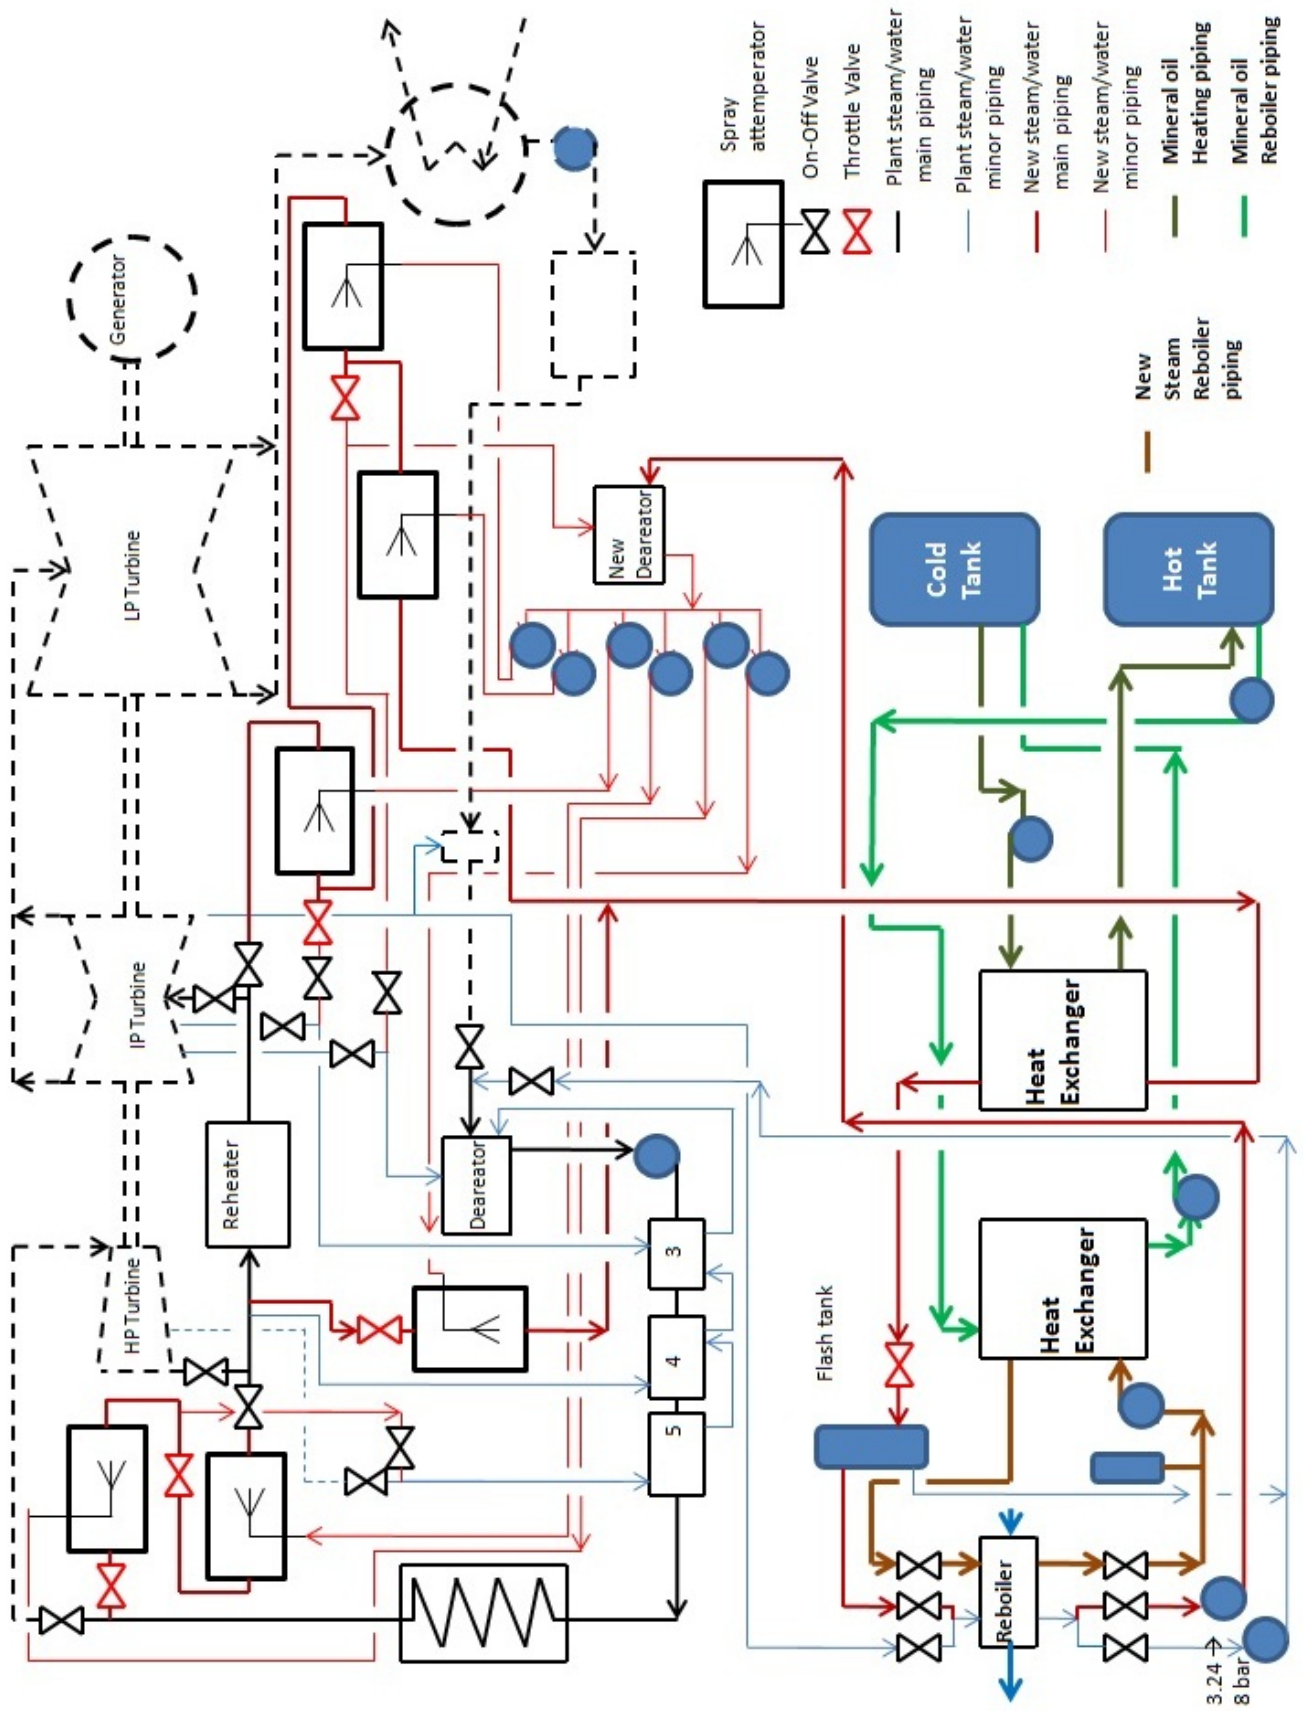 Generator
LP Turbine
IP Turbine
HP Turbine
Reheater
Deareator
New
Deareator
3
4
5
Cold
Tank
Hot
Tank
Heat
Exchanger
Heat
Exchanger
Flash tank
Reboiler
3.24 →
8 bar
Spray
attemperator
On-Off Valve
Throttle Valve
Plant steam/water
main piping
Plant steam/water
minor piping
New steam/water
main piping
New steam/water
minor piping
Mineral oil
Heating piping
Mineral oil
Reboiler piping
New
Steam
Reboiler
piping